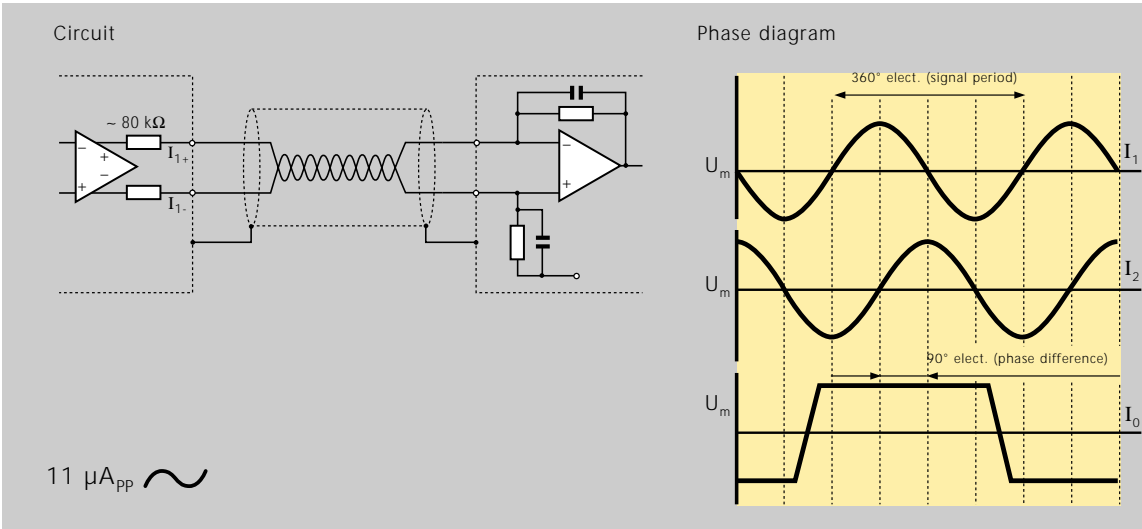 Circuit
Phase diagram
360° elect. (signal period)
~ 80 kΩ
I1+
I1-
− + − +
− +
Um
I1
Um
I2
90° elect. (phase difference)
Um
I0
11 µAPP